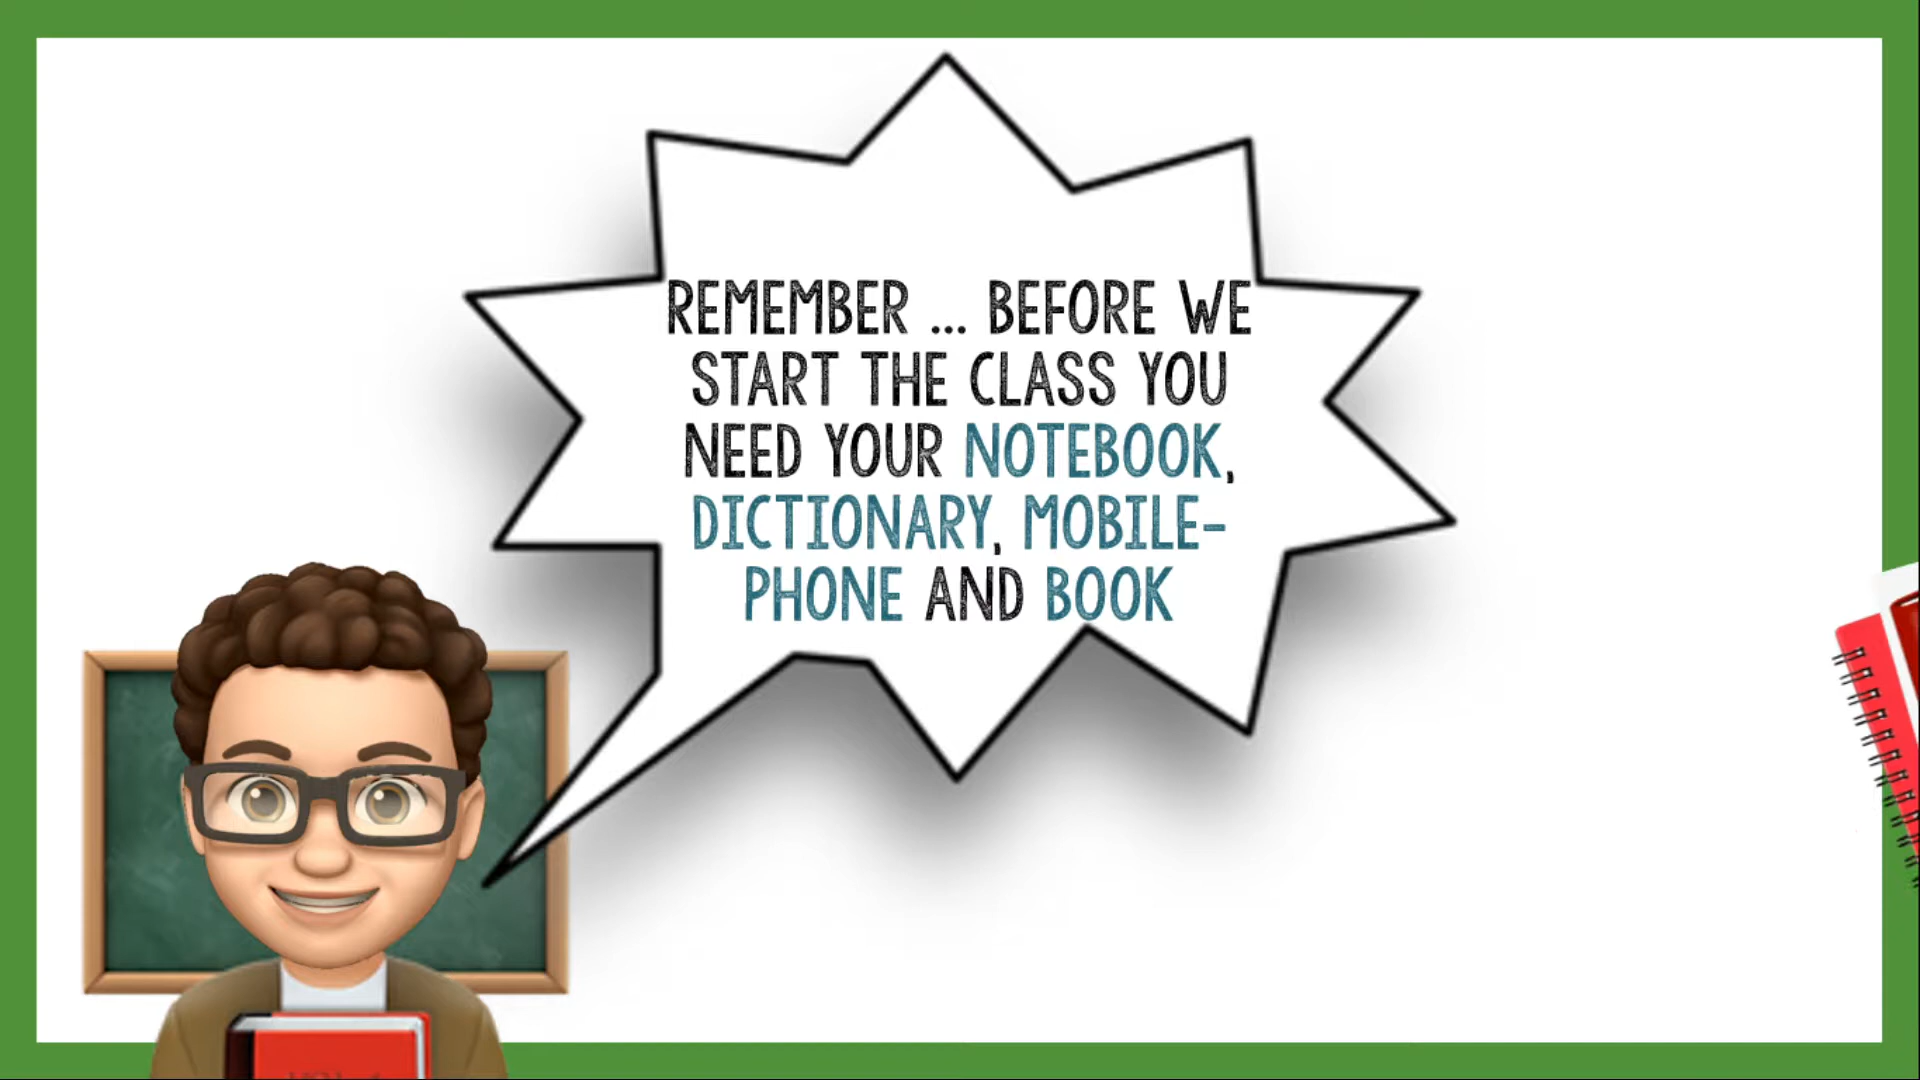 REMEMBER ... BEFORE WE
START THE CLASS YOU
NEED YOUR NOTEBOOK,
DICTIONARY, MOBILE-
PHONE AND BOOK